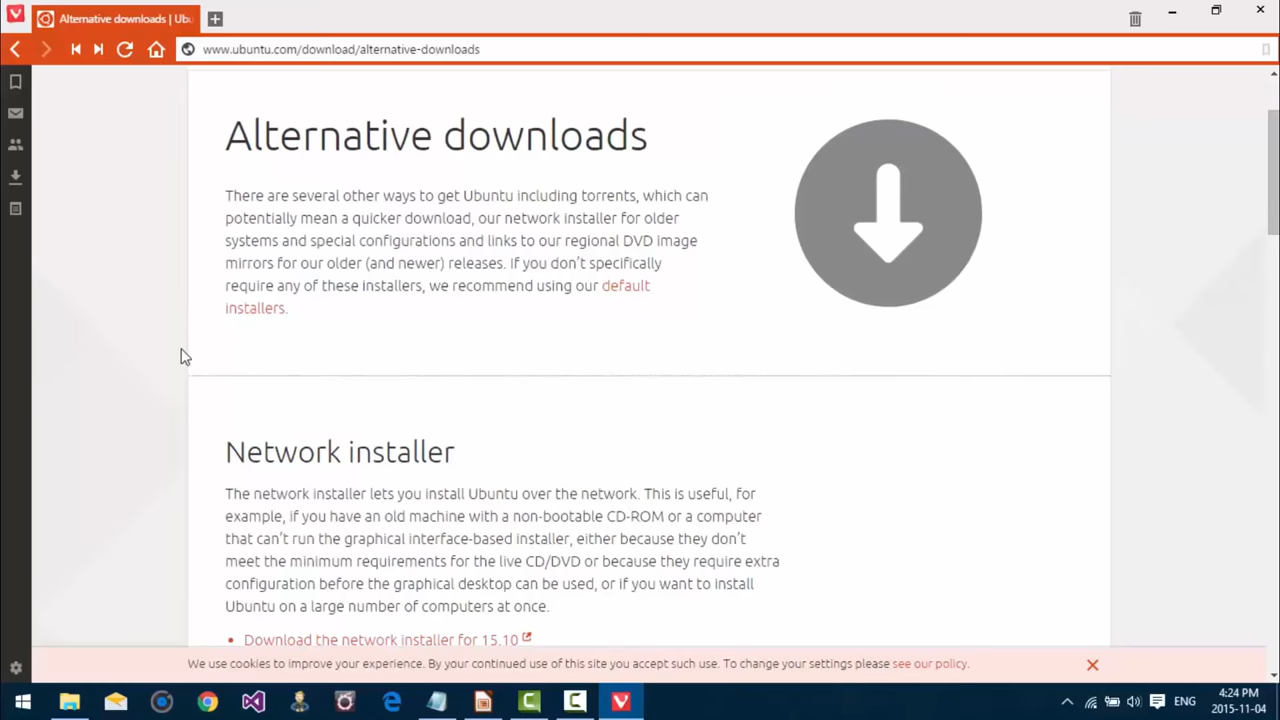 Alternative downloads | Ubu
www.ubuntu.com/download/alternative-downloads
Alternative downloads
There are several other ways to get Ubuntu including torrents, which can
potentially mean a quicker download, our network installer for older
systems and special configurations and links to our regional DVD image
mirrors for our older (and newer) releases. If you don't specifically
require any of these installers, we recommend using our default
installers.
Network installer
The network installer lets you install Ubuntu over the network. This is useful, for
example, if you have an old machine with a non-bootable CD-ROM or a computer
that can't run the graphical interface-based installer, either because they don't
meet the minimum requirements for the live CD/DVD or because they require extra
configuration before the graphical desktop can be used, or if you want to install
Ubuntu on a large number of computers at once.
• Download the network installer for 15.10
We use cookies to improve your experience. By your continued use of this site you accept such use. To change your settings please see our policy.
ENG
4:24 PM
2015-11-04